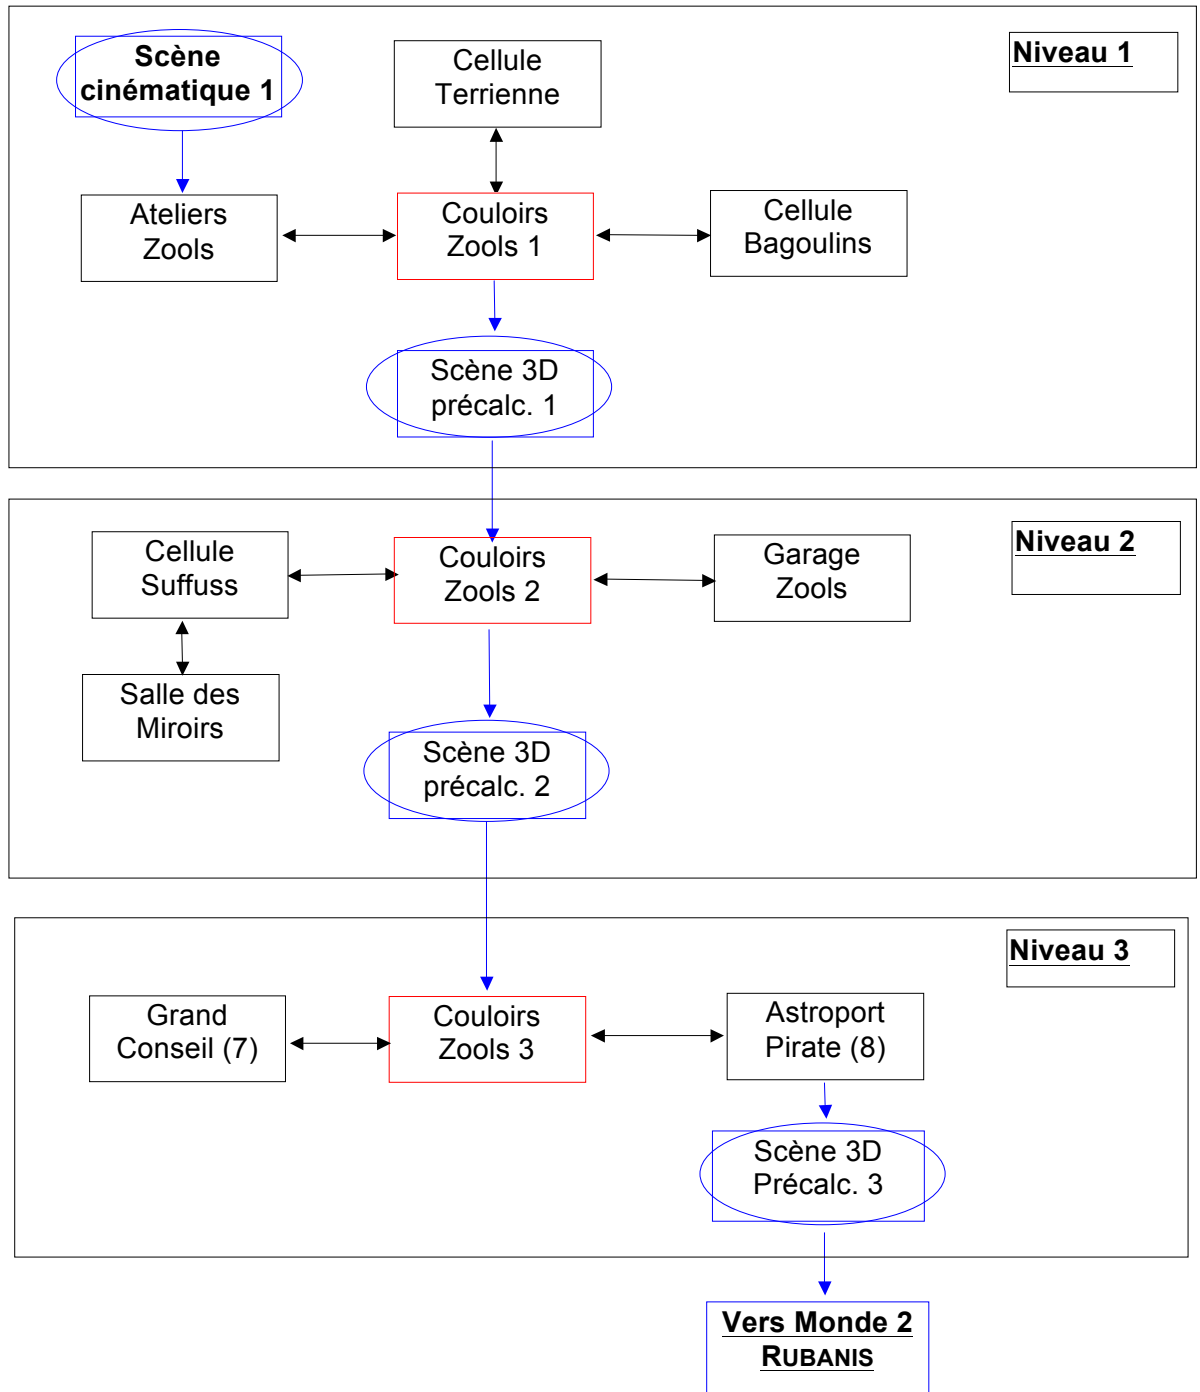 Niveau 1
Scène
cinématique 1
Cellule
Terrienne
Ateliers
Zools
Couloirs
Zools 1
Cellule
Bagoulins
Scène 3D
précalc. 1
Niveau 2
Cellule
Suffuss
Couloirs
Zools 2
Garage
Zools
Salle des
Miroirs
Scène 3D
précalc. 2
Niveau 3
Grand
Conseil (7)
Couloirs
Zools 3
Astroport
Pirate (8)
Scène 3D
Précalc. 3
Vers Monde 2
RUBANIS